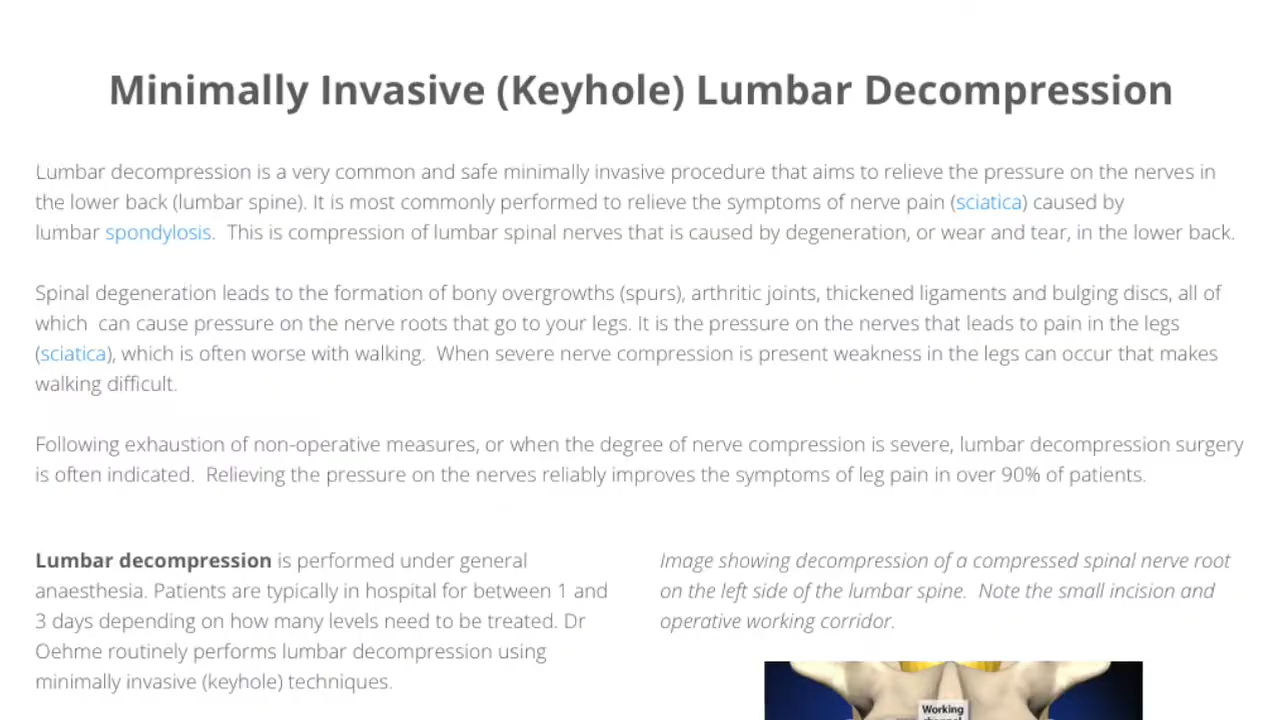 Minimally Invasive (Keyhole) Lumbar Decompression
Lumbar decompression is a very common and safe minimally invasive procedure that aims to relieve the pressure on the nerves in
the lower back (lumbar spine). It is most commonly performed to relieve the symptoms of nerve pain (sciatica) caused by
lumbar spondylosis.  This is compression of lumbar spinal nerves that is caused by degeneration, or wear and tear, in the lower back.
Spinal degeneration leads to the formation of bony overgrowths (spurs), arthritic joints, thickened ligaments and bulging discs, all of
which  can cause pressure on the nerve roots that go to your legs. It is the pressure on the nerves that leads to pain in the legs
(sciatica), which is often worse with walking.  When severe nerve compression is present weakness in the legs can occur that makes
walking difficult.
Following exhaustion of non-operative measures, or when the degree of nerve compression is severe, lumbar decompression surgery
is often indicated.  Relieving the pressure on the nerves reliably improves the symptoms of leg pain in over 90% of patients.
Lumbar decompression is performed under general
anaesthesia. Patients are typically in hospital for between 1 and
3 days depending on how many levels need to be treated. Dr
Oehme routinely performs lumbar decompression using
minimally invasive (keyhole) techniques.
Image showing decompression of a compressed spinal nerve root
on the left side of the lumbar spine.  Note the small incision and
operative working corridor.
Working